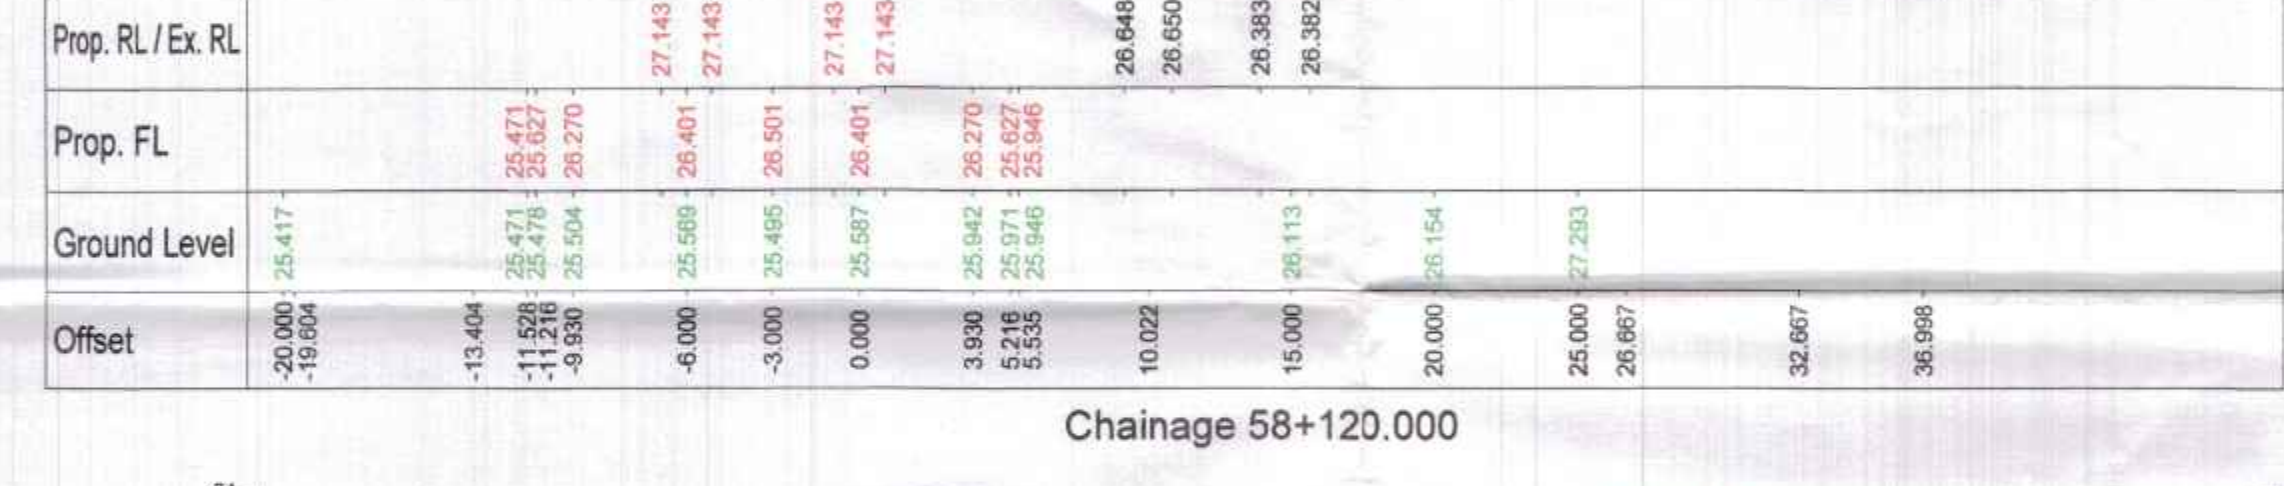 Prop. RL / Ex. RL 27.143 27.143 27.143 27.143 26.648 26.650 26.383 26.382
Prop. FL 25.471 25.627 26.270 26.401 26.501 26.401 26.270 25.627 25.946
Ground Level 25.417 25.471 25.478 25.504 25.569 25.495 25.587 25.942 25.971 25.946 26.113 26.154 27.293
Offset -20.000 -19.604 -13.404 -11.528 -11.216 -9.930 -6.000 -3.000 0.000 3.930 5.216 5.535 10.022 15.000 20.000 25.000 26.667 32.667 36.998
Chainage 58+120.000